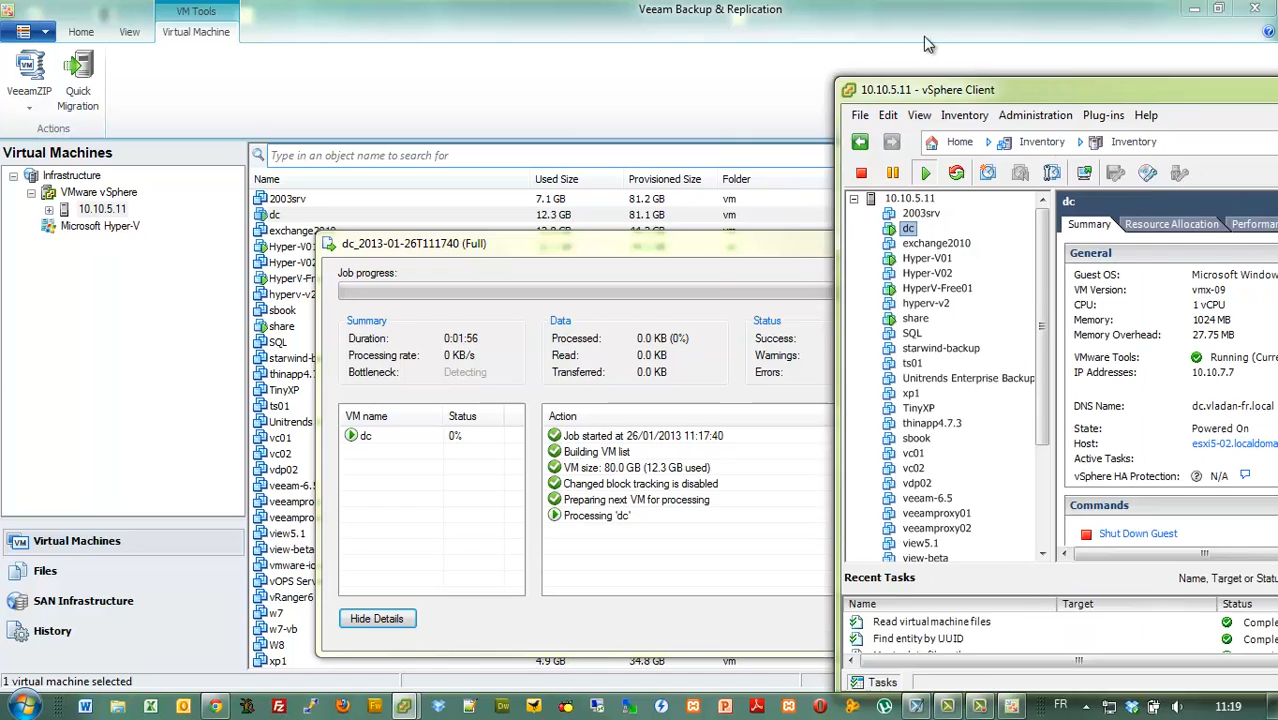 VM Tools
Veeam Backup & Replication
Home
View
Virtual Machine
VeeamZIP
Quick Migration
Actions
Virtual Machines
Infrastructure
VMware vSphere
10.10.5.11
Microsoft Hyper-V
Virtual Machines
Files
SAN Infrastructure
History
Type in an object name to search for
Name Used Size Provisioned Size Folder
2003srv 7.1 GB 81.2 GB vm
dc 12.3 GB 81.1 GB vm
Hyper-V01
Hyper-V02
hyperv-v2
sbook
share
SQL
TinyXP
ts01
Unitrends
vc01
vc02
vdp02
view5.1
view-beta
w7
w7-vb
W8
xp1 4.9 GB 34.8 GB vm
dc_2013-01-26T111740 (Full)
Job progress:
Summary
Duration: 0:01:56
Processing rate: 0 KB/s
Bottleneck: Detecting
Data
Processed: 0.0 KB (0%)
Read: 0.0 KB
Transferred: 0.0 KB
Status
Success:
Warnings:
Errors:
VM name Status
dc 0%
Action
Job started at 26/01/2013 11:17:40
Building VM list
VM size: 80.0 GB (12.3 GB used)
Changed block tracking is disabled
Preparing next VM for processing
Processing 'dc'
Hide Details
10.10.5.11 - vSphere Client
File Edit View Inventory Administration Plug-ins Help
Home Inventory Inventory
10.10.5.11
2003srv
dc
exchange2010
Hyper-V01
Hyper-V02
HyperV-Free01
hyperv-v2
share
SQL
starwind-backup
ts01
Unitrends Enterprise Backup
xp1
TinyXP
thinapp4.7.3
sbook
vc01
vc02
vdp02
veeam-6.5
veeamproxy01
veeamproxy02
view5.1
view-beta
dc
Summary Resource Allocation
General
Guest OS: Microsoft
VM Version: vmx-09
CPU: 1 vCPU
Memory: 1024 MB
Memory Overhead: 27.75 MB
VMware Tools: Running
IP Addresses: 10.10.7.7
DNS Name: dc.vladan-fr.local
State: Powered On
Host:
Active Tasks:
vSphere HA Protection: N/A
Commands
Shut Down Guest
Recent Tasks
Name, Target or
Name Target Status
Read virtual machine files
Find entity by UUID
Tasks
1 virtual machine selected
FR
11:19